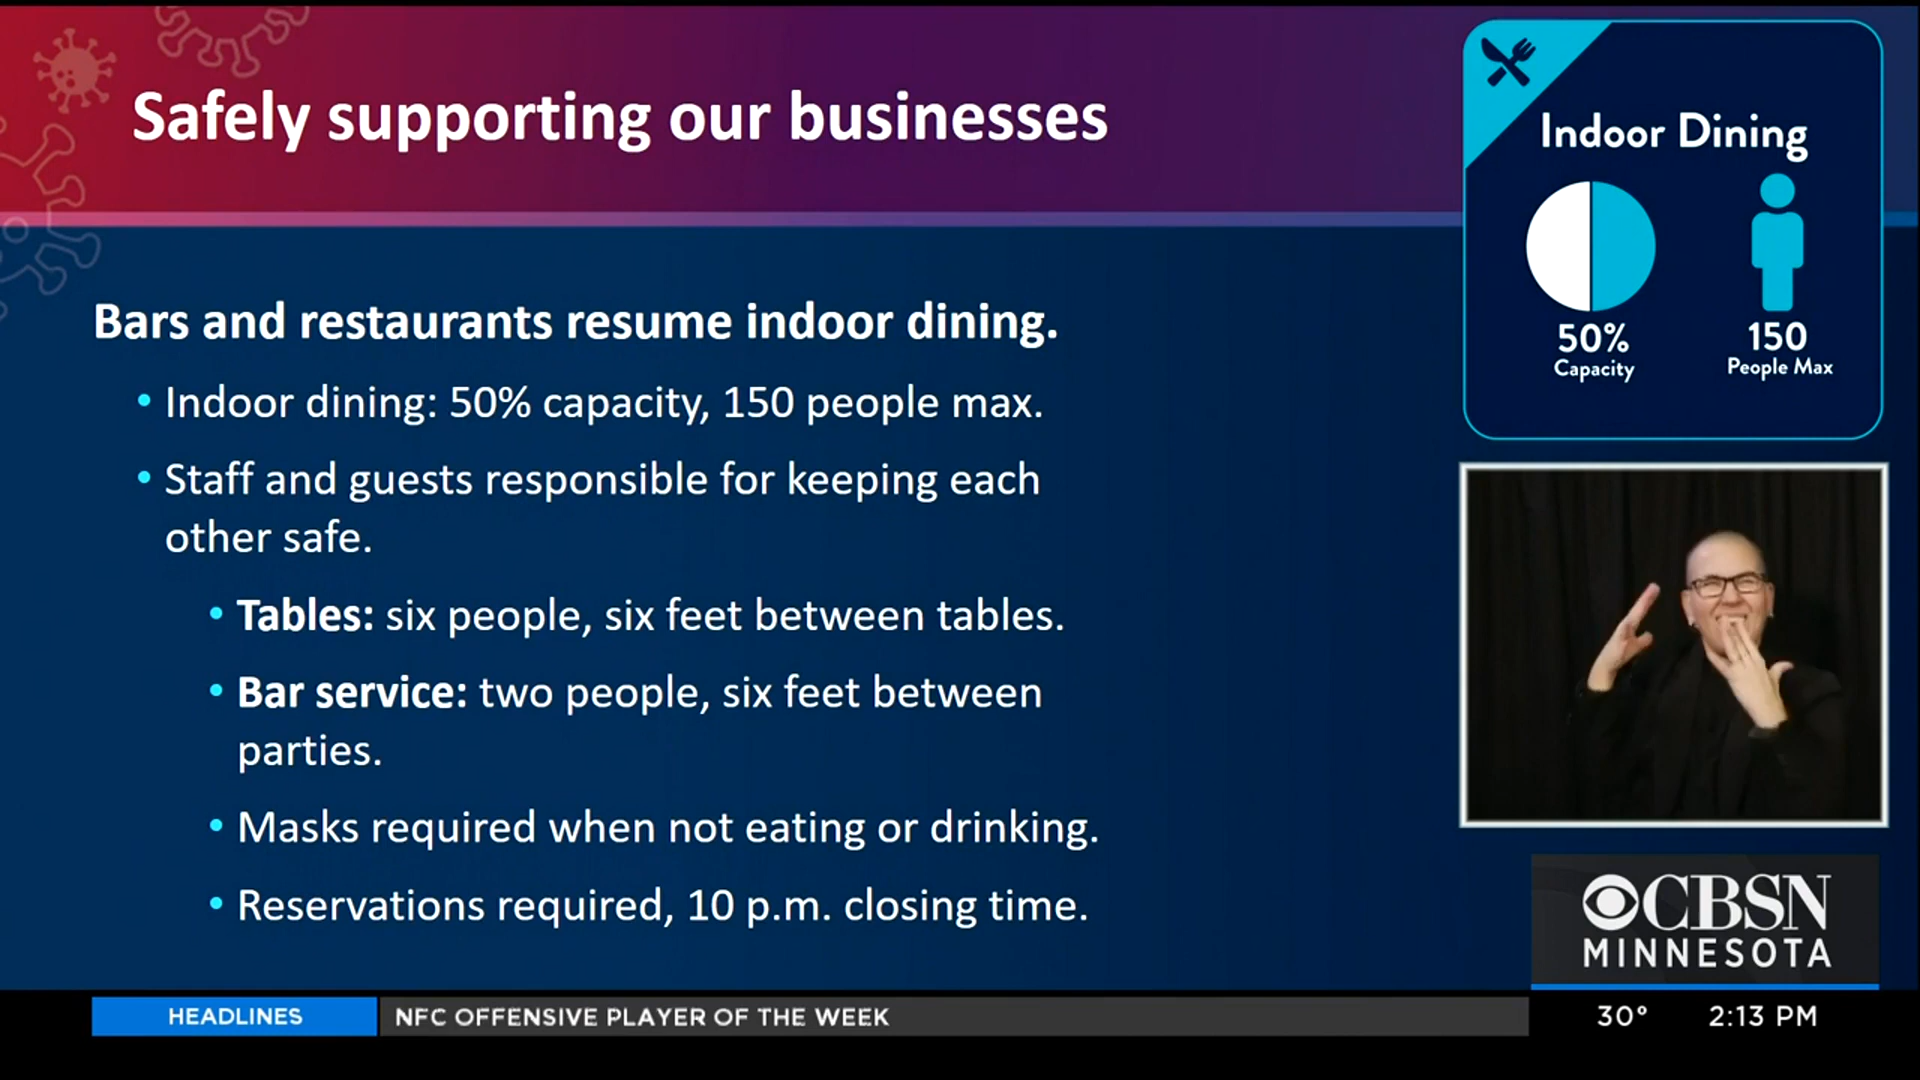 Safely supporting our businesses
Indoor Dining
50%
Capacity
150
People Max
Bars and restaurants resume indoor dining.
• Indoor dining: 50% capacity, 150 people max.
• Staff and guests responsible for keeping each
other safe.
• Tables: six people, six feet between tables.
• Bar service: two people, six feet between
parties.
• Masks required when not eating or drinking.
• Reservations required, 10 p.m. closing time.
CBSN
MINNESOTA
HEADLINES
NFC OFFENSIVE PLAYER OF THE WEEK
30°
2:13 PM